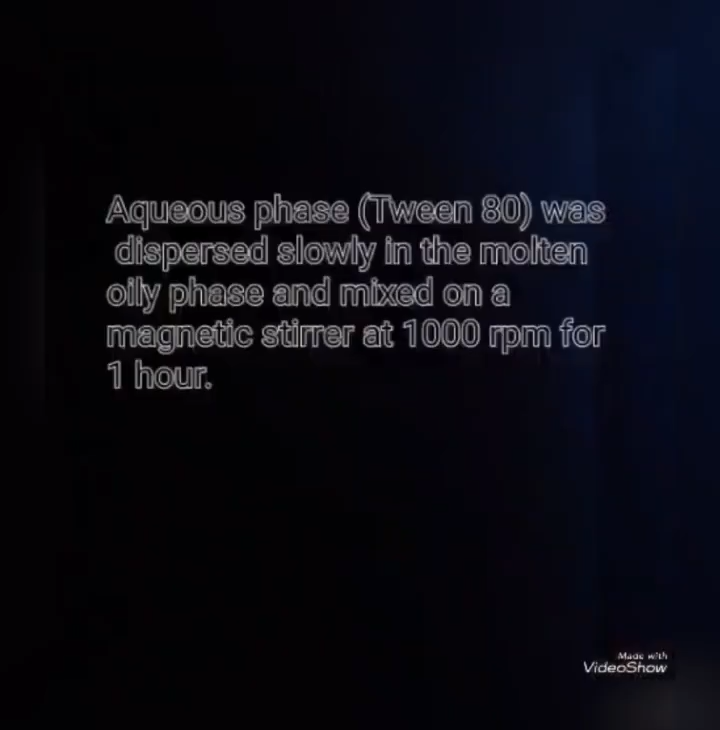 Aqueous phase (Tween 80) was
dispersed slowly in the molten
oily phase and mixed on a
magnetic stirrer at 1000 rpm for
1 hour.
Made with
VideoShow